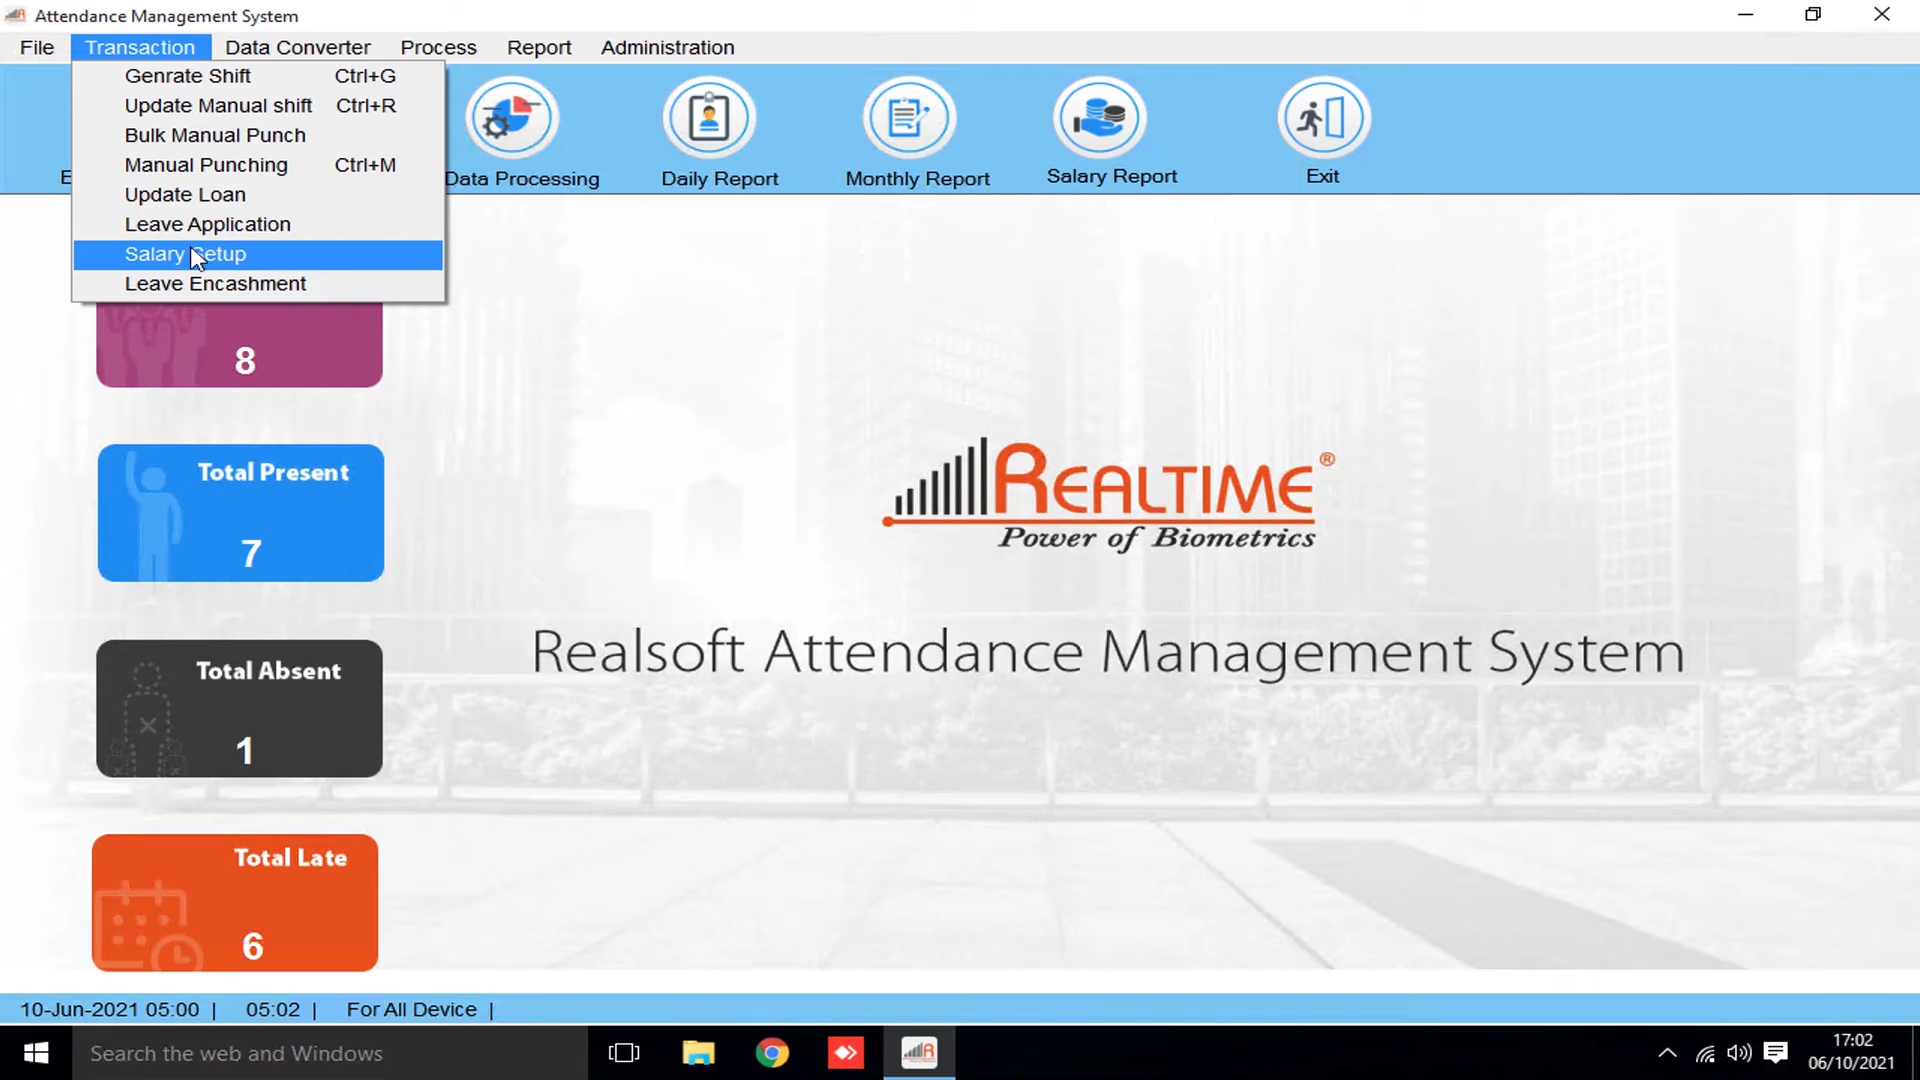 Attendance Management System
File Transaction Data Converter Process Report Administration
Genrate Shift Ctrl+G
Update Manual shift Ctrl+R
Bulk Manual Punch
Manual Punching Ctrl+M
Update Loan
Leave Application
Salary Setup
Leave Encashment
E
Data Processing
Daily Report
Monthly Report
Salary Report
Exit
8
Total Present
7
Total Absent
1
Total Late
6
REALTIME ®
Power of Biometrics
Realsoft Attendance Management System
10-Jun-2021 05:00 | 05:02 | For All Device |
Search the web and Windows
17:02
06/10/2021